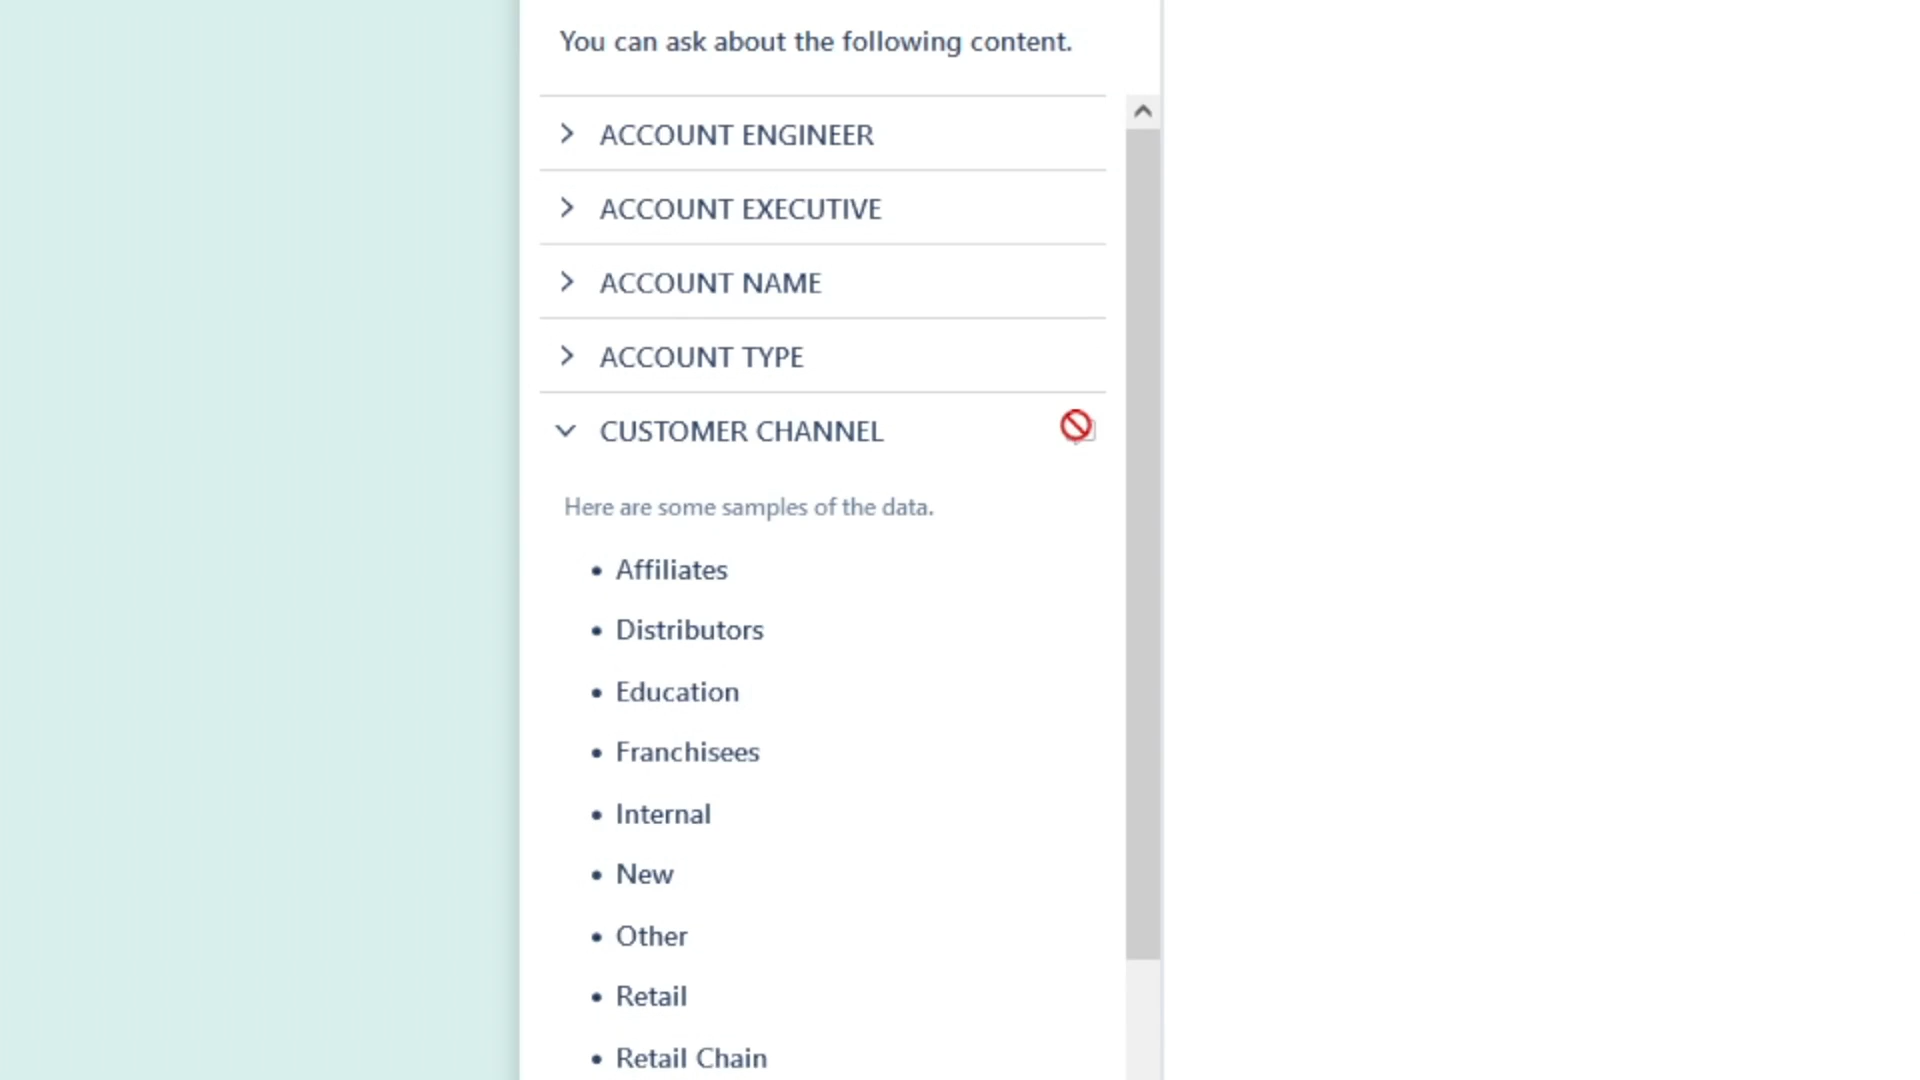 You can ask about the following content.
ACCOUNT ENGINEER
ACCOUNT EXECUTIVE
ACCOUNT NAME
ACCOUNT TYPE
CUSTOMER CHANNEL
Here are some samples of the data.
• Affiliates
• Distributors
• Education
• Franchisees
• Internal
• New
• Other
• Retail
• Retail Chain